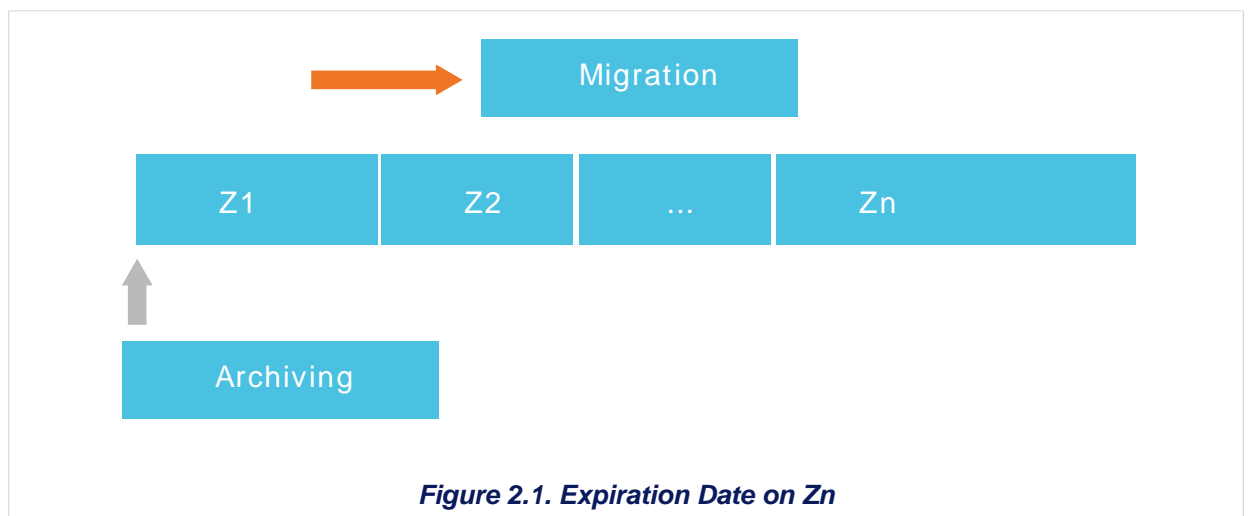 Migration
Z1 Z2 ... Zn
Archiving
Figure 2.1. Expiration Date on Zn